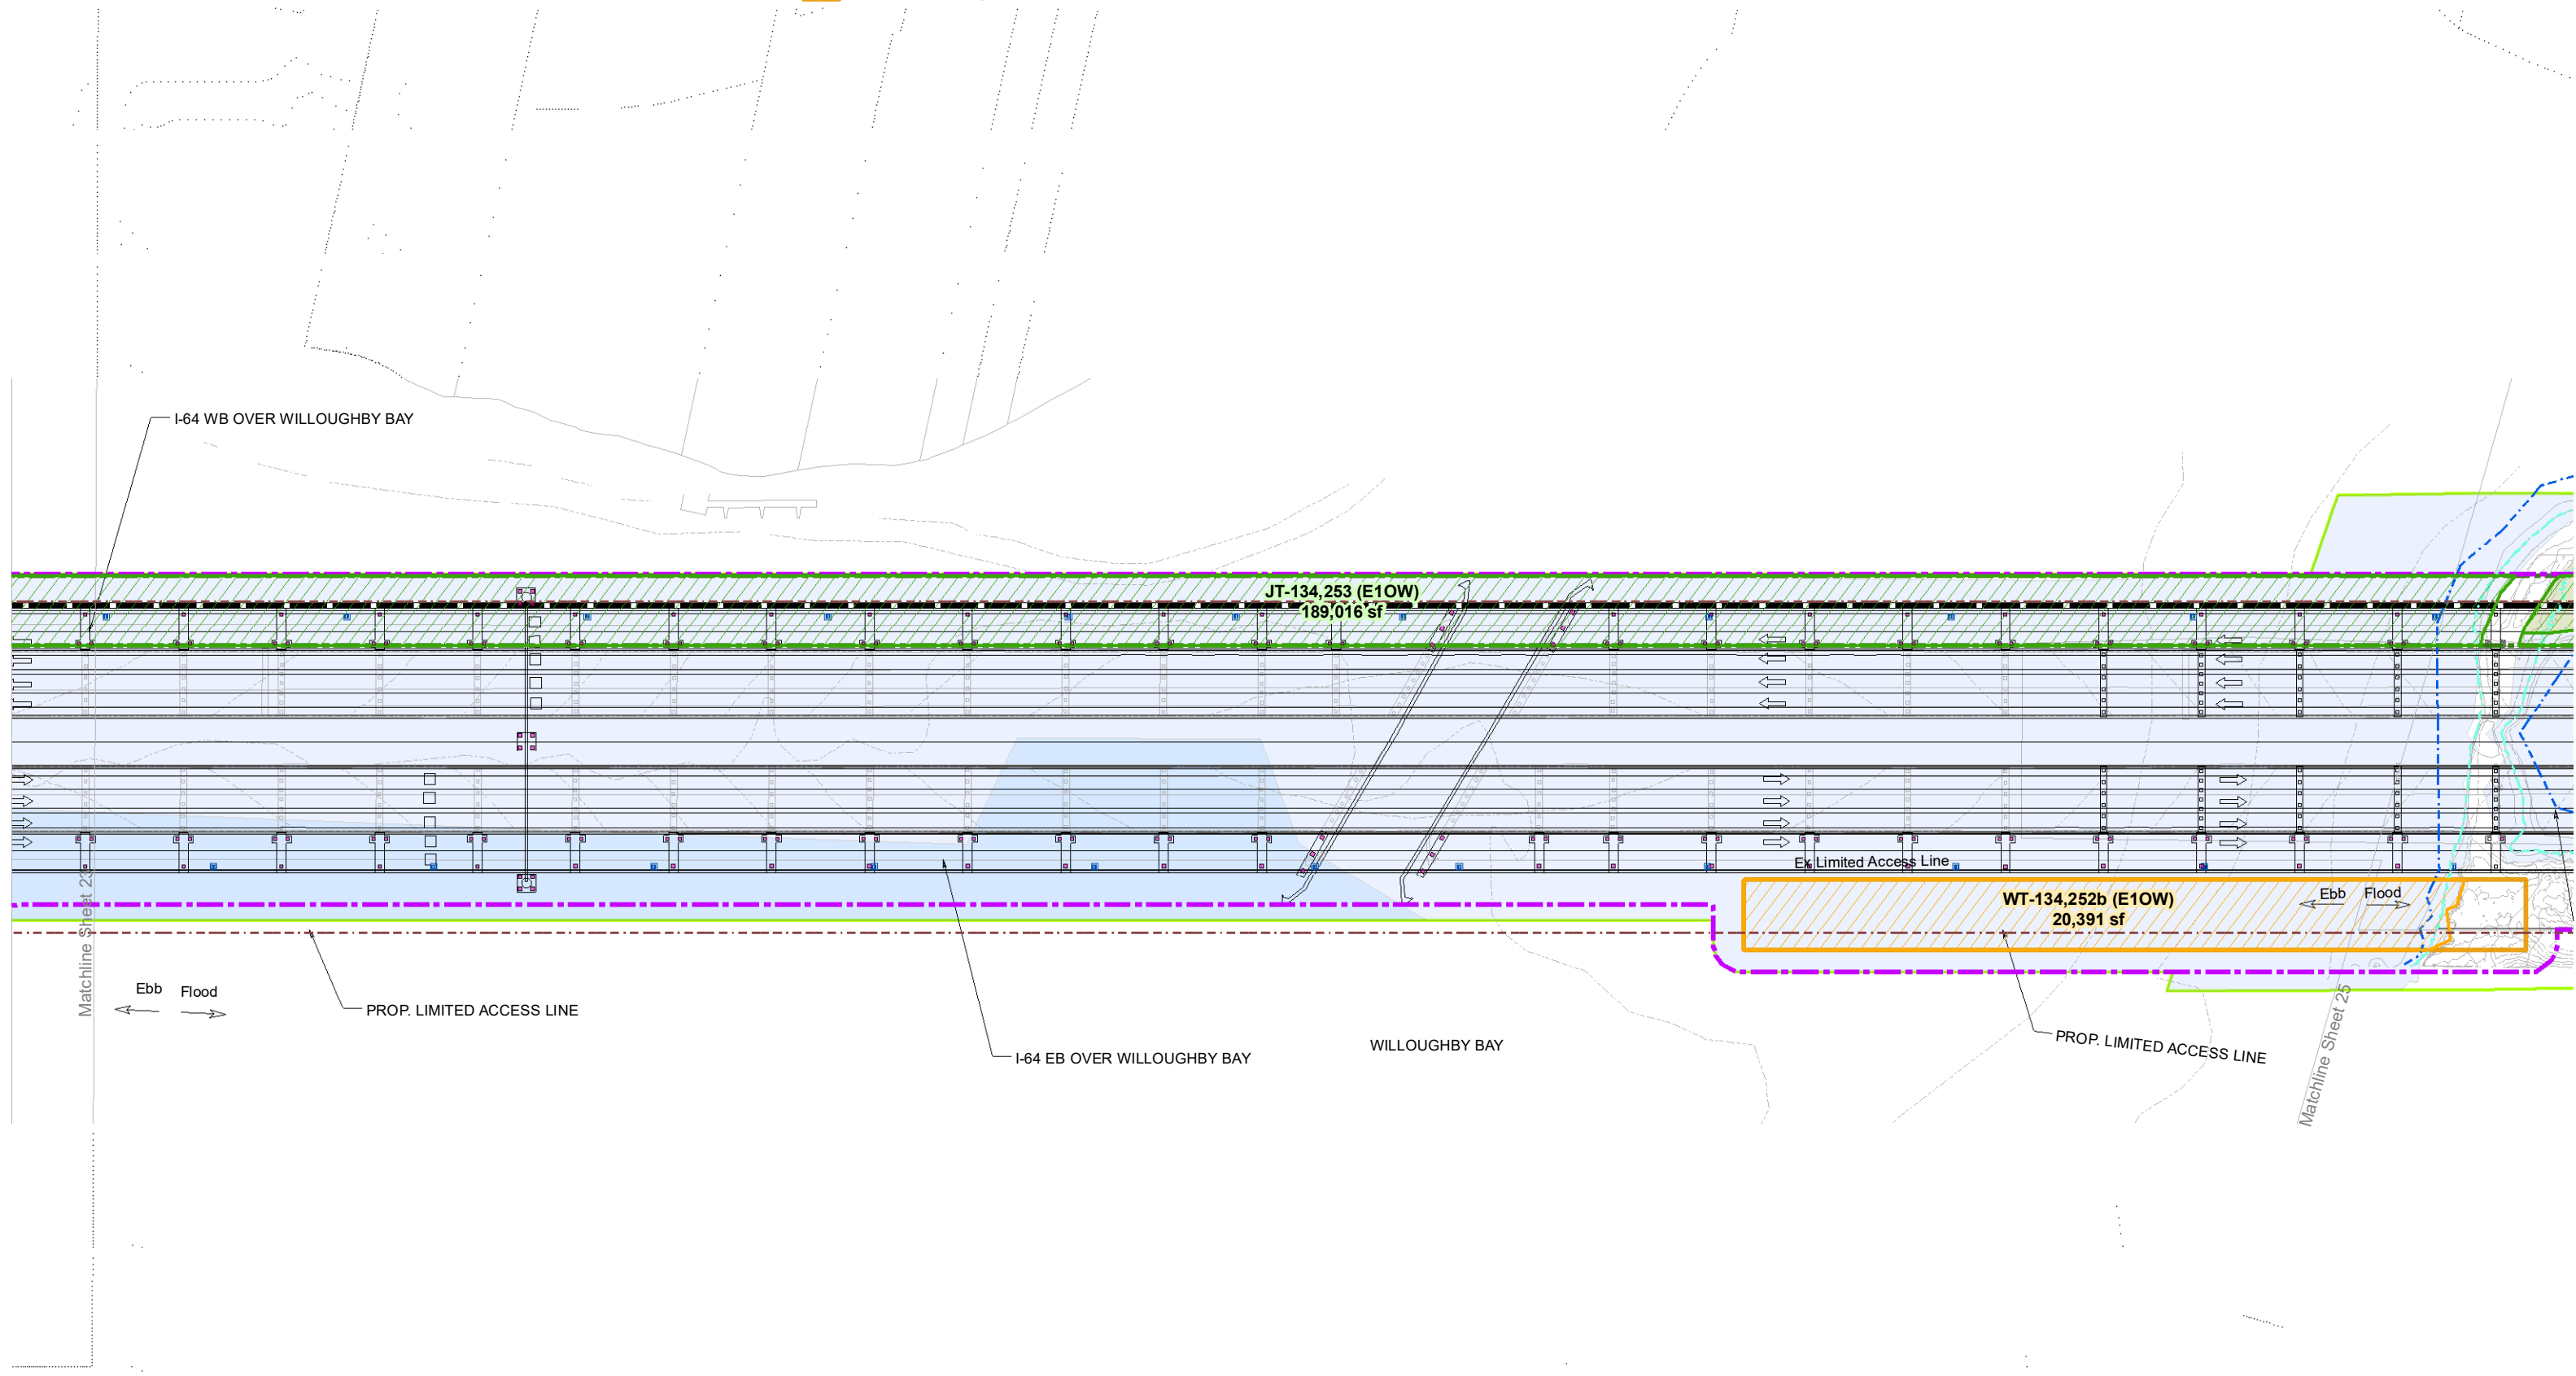 I-64 WB OVER WILLOUGHBY BAY
JT-134,253 (E1OW)
189,016 sf
Ex Limited Access Line
WT-134,252b (E1OW)
20,391 sf
Ebb Flood
Matchline Sheet 23
Ebb Flood
PROP. LIMITED ACCESS LINE
I-64 EB OVER WILLOUGHBY BAY
WILLOUGHBY BAY
PROP. LIMITED ACCESS LINE
Matchline Sheet 25